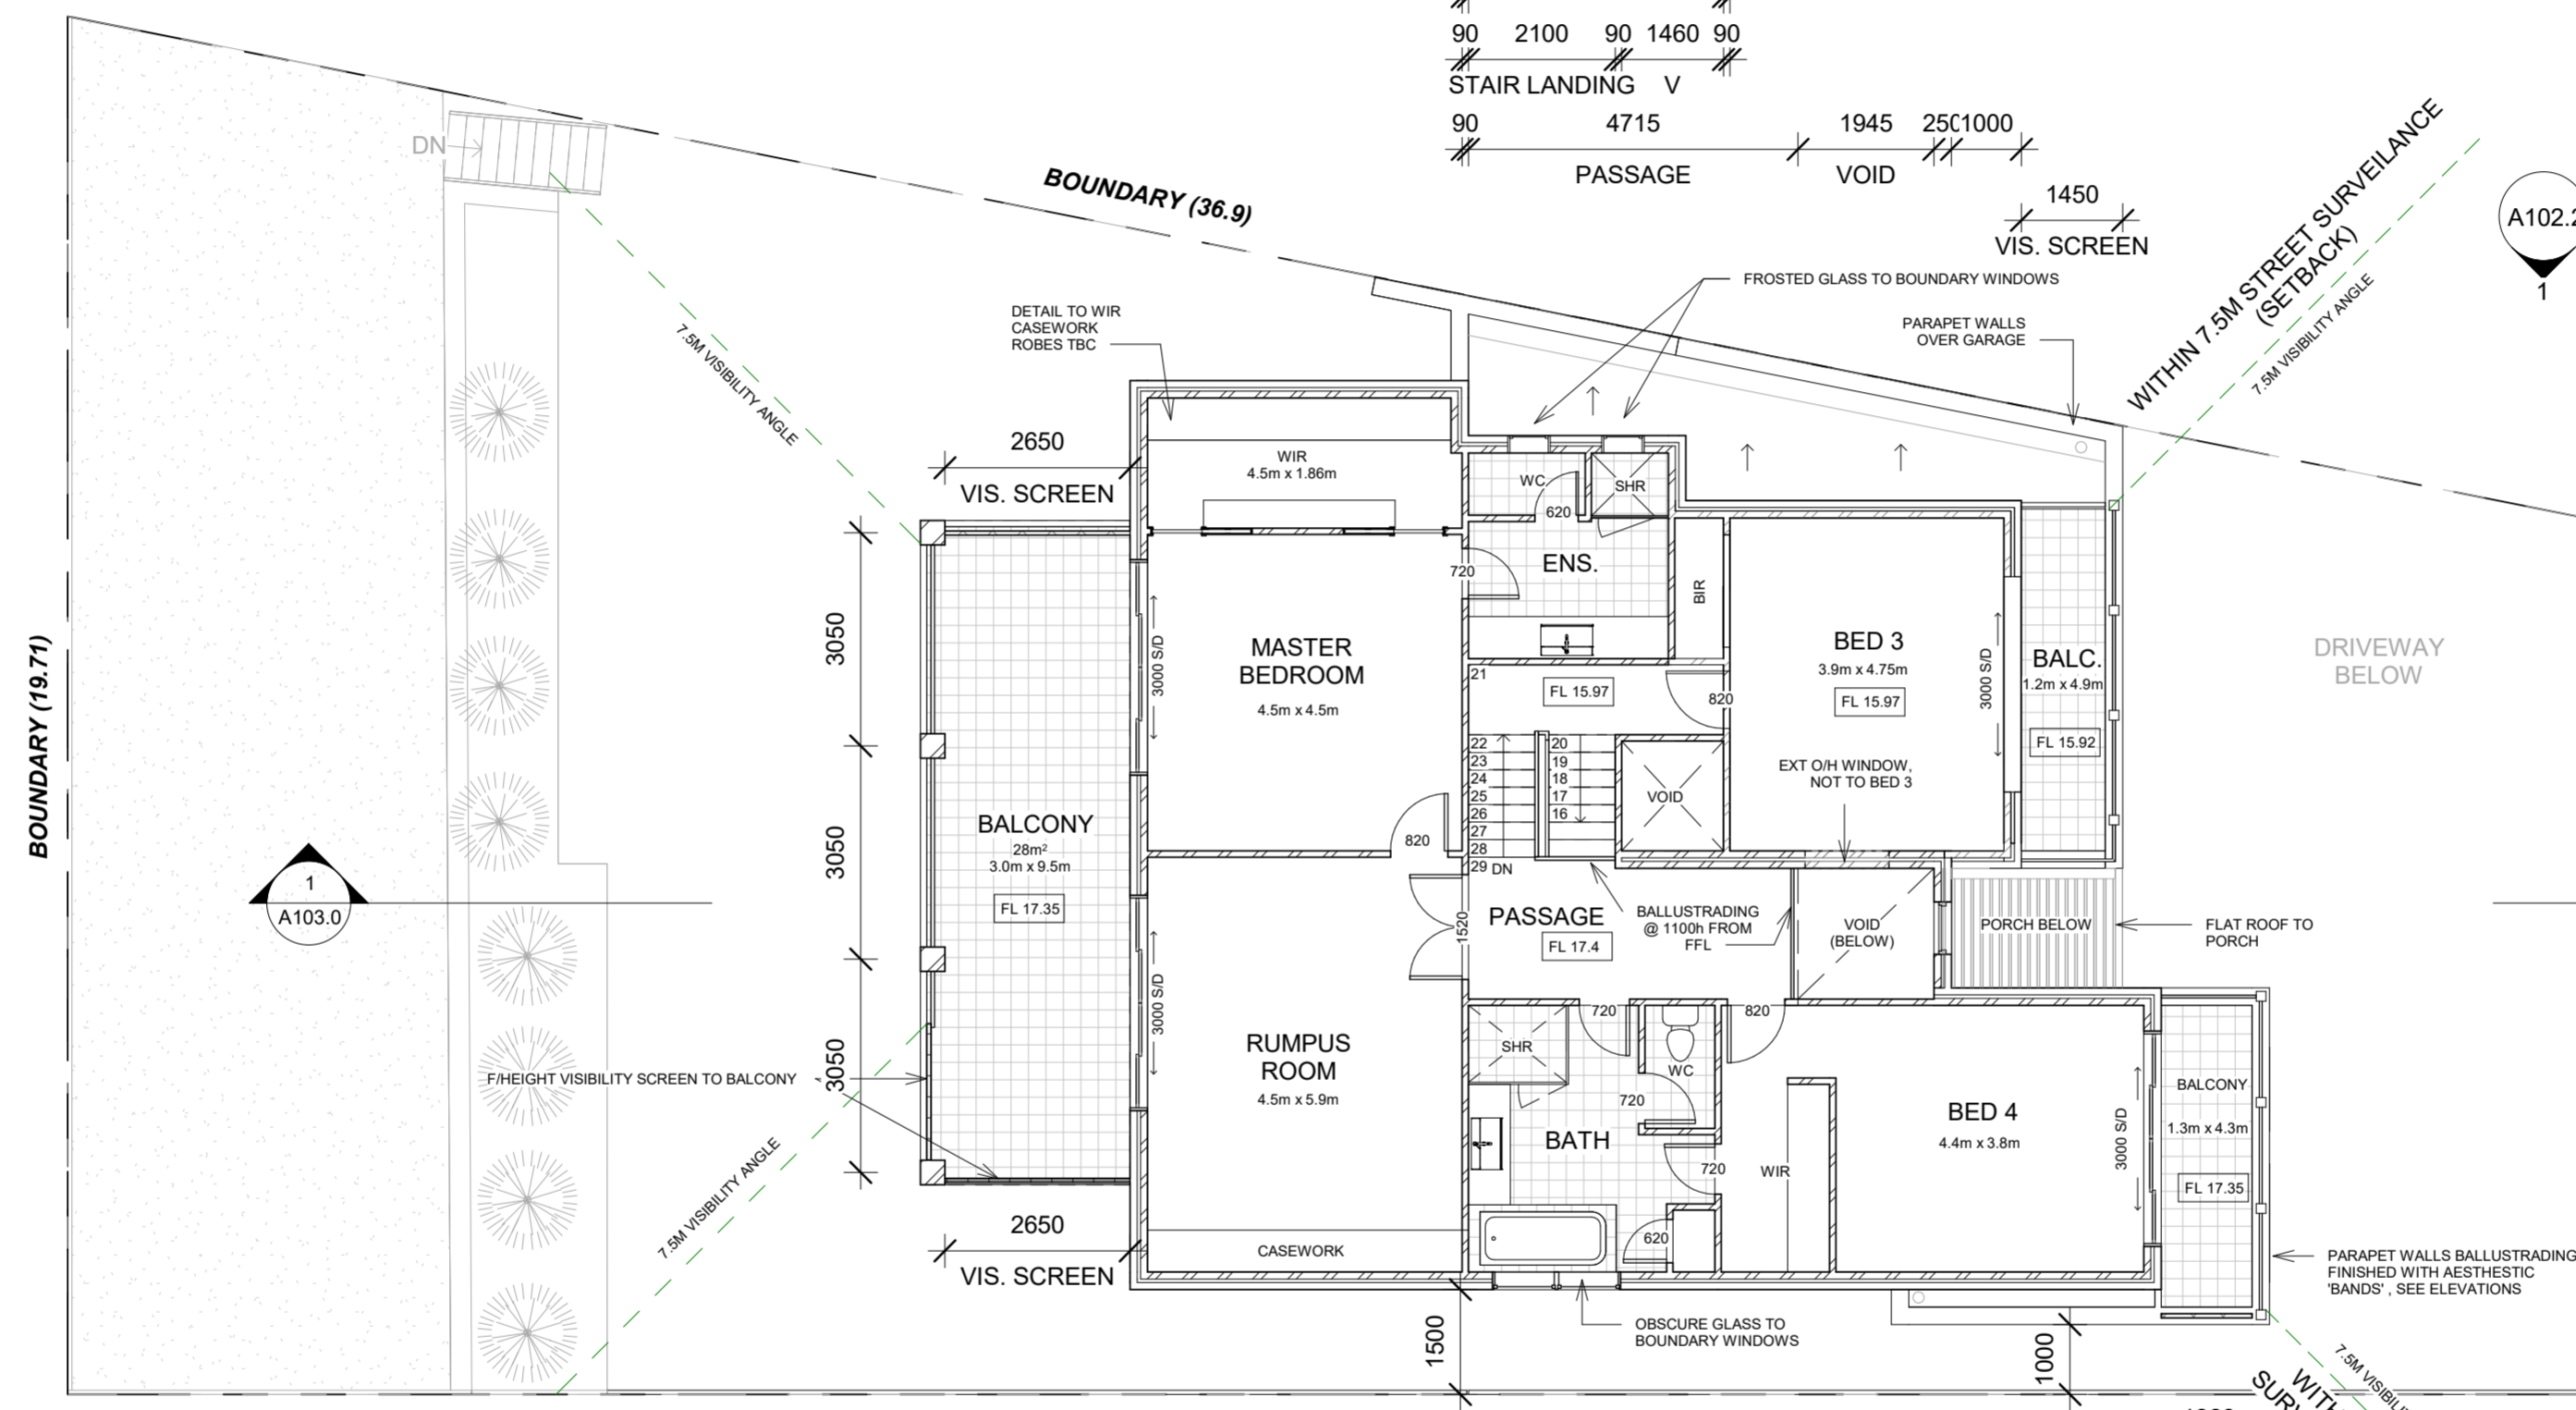 90 2100 90 1460 90
STAIR LANDING V
90 4715 1945 250 1000
PASSAGE VOID
1450
VIS. SCREEN
WITHIN 7.5M STREET SURVEILANCE
(SETBACK)
7.5M VISIBILITY ANGLE
A102.2
1
DN
BOUNDARY (36.9)
FROSTED GLASS TO BOUNDARY WINDOWS
DETAIL TO WIR
CASEWORK
ROBES TBC
PARAPET WALLS
OVER GARAGE
7.5M VISIBILITY ANGLE
2650
VIS. SCREEN
WIR
4.5m x 1.86m
WC
SHR
620
ENS.
720
BIR
3050
3050
3050
BOUNDARY (19.71)
3000 S/D
MASTER
BEDROOM
4.5m x 4.5m
21
FL 15.97
820
BED 3
3.9m x 4.75m
FL 15.97
3000 S/D
BALC.
1.2m x 4.9m
FL 15.92
DRIVEWAY
BELOW
22 20
23 19
24 18
25 17
26 16
27
28
29 DN
VOID
EXT O/H WINDOW,
NOT TO BED 3
820
BALCONY
28m²
3.0m x 9.5m
FL 17.35
1
A103.0
1520
PASSAGE
FL 17.4
BALLUSTRADING
@ 1100h FROM
FFL
VOID
(BELOW)
PORCH BELOW
FLAT ROOF TO
PORCH
3000 S/D
RUMPUS
ROOM
4.5m x 5.9m
F/HEIGHT VISIBILITY SCREEN TO BALCONY
7.5M VISIBILITY ANGLE
SHR
720
WC
720
820
BATH
720
WIR
620
BED 4
4.4m x 3.8m
3000 S/D
BALCONY
1.3m x 4.3m
FL 17.35
2650
VIS. SCREEN
CASEWORK
PARAPET WALLS BALLUSTRADING
FINISHED WITH AESTHESTIC
'BANDS' , SEE ELEVATIONS
OBSCURE GLASS TO
BOUNDARY WINDOWS
1500
1000
7.5M VISIBI
WITH
SURV